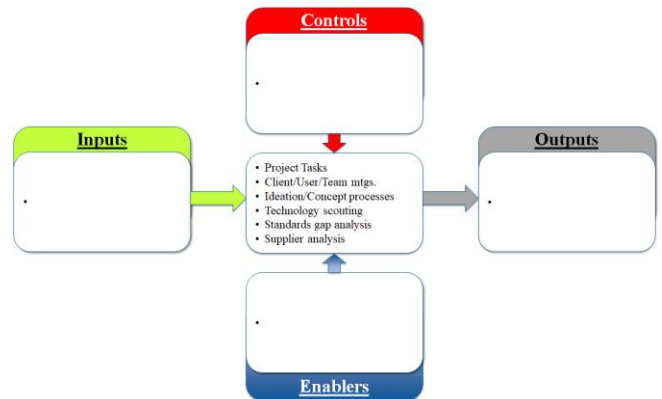 Controls
•
Inputs
•
• Project Tasks
• Client/User/Team mtgs.
• Ideation/Concept processes
• Technology scouting
• Standards gap analysis
• Supplier analysis
Outputs
•
•
Enablers